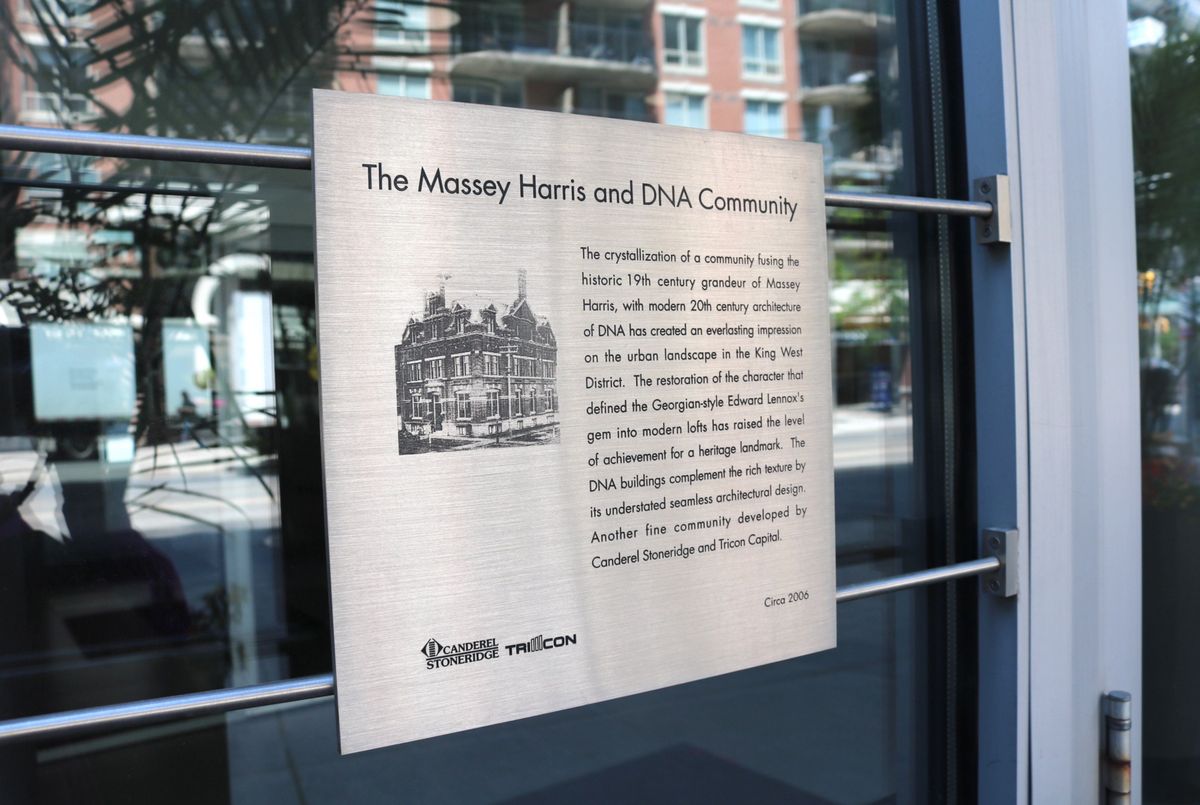 The Massey Harris and DNA Community
The crystallization of a community fusing the
historic 19th century grandeur of Massey
Harris, with modern 20th century architecture
of DNA has created an everlasting impression
on the urban landscape in the King West
District. The restoration of the character that
defined the Georgian-style Edward Lennox's
gem into modern lofts has raised the level
of achievement for a heritage landmark. The
DNA buildings complement the rich texture by
its understated seamless architectural design.
Another fine community developed by
Canderel Stoneridge and Tricon Capital.
Circa 2006
CANDEREL
STONERIDGE
TRICON